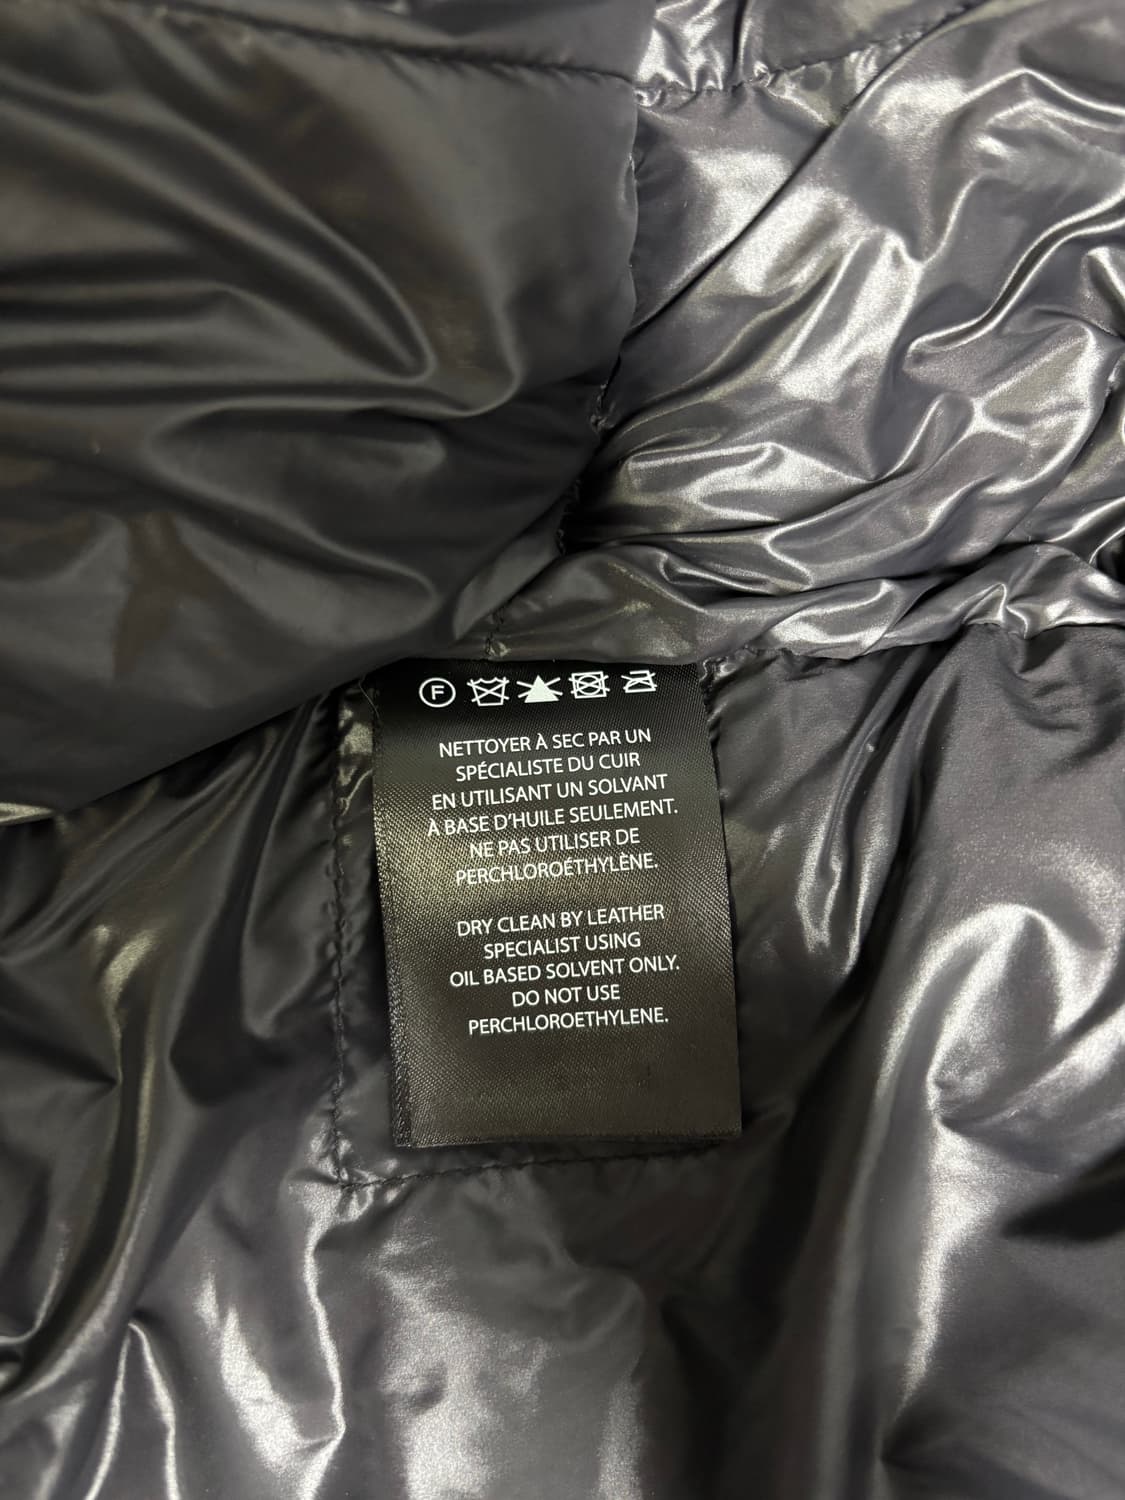 F
NETTOYER À SEC PAR UN
SPÉCIALISTE DU CUIR
EN UTILISANT UN SOLVANT
À BASE D'HUILE SEULEMENT.
NE PAS UTILISER DE
PERCHLOROÉTHYLÈNE.
DRY CLEAN BY LEATHER
SPECIALIST USING
OIL BASED SOLVENT ONLY.
DO NOT USE
PERCHLOROETHYLENE.